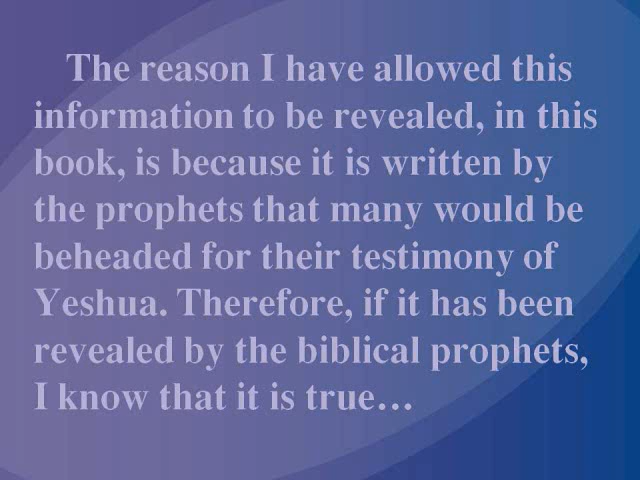 The reason I have allowed this
information to be revealed, in this
book, is because it is written by
the prophets that many would be
beheaded for their testimony of
Yeshua. Therefore, if it has been
revealed by the biblical prophets,
I know that it is true…